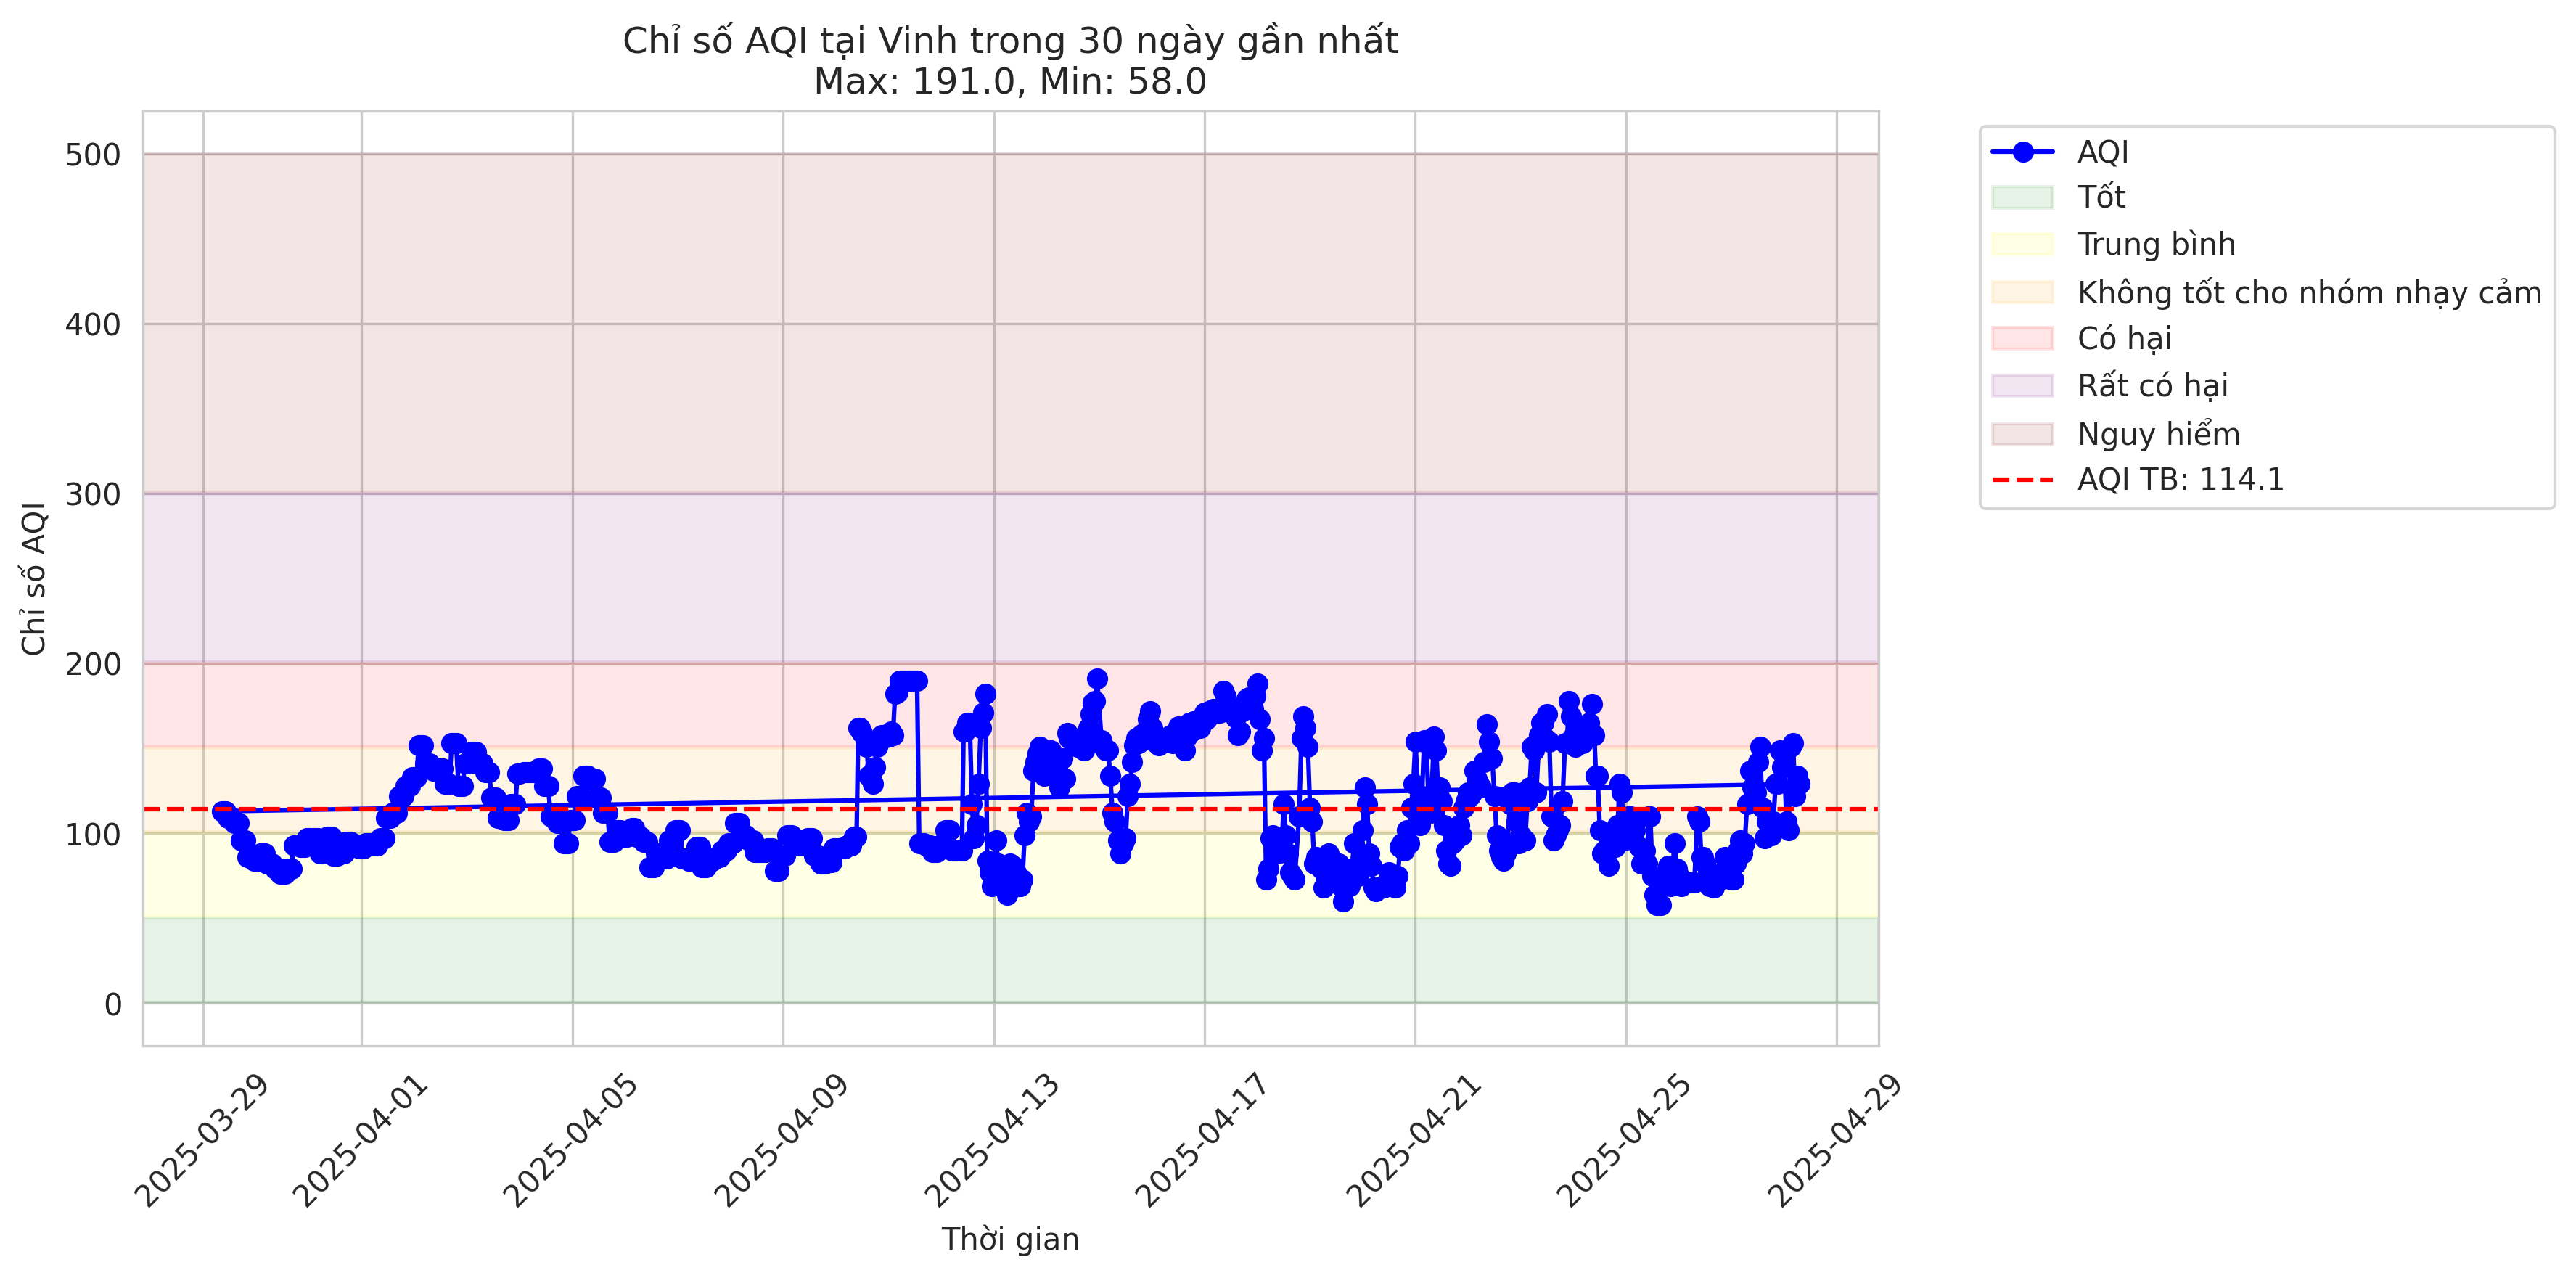 Chỉ số AQI tại Vinh trong 30 ngày gần nhất
Max: 191.0, Min: 58.0
Chỉ số AQI
500
400
300
200
100
0
2025-03-29
2025-04-01
2025-04-05
2025-04-09
2025-04-13
2025-04-17
2025-04-21
2025-04-25
2025-04-29
Thời gian
AQI
Tốt
Trung bình
Không tốt cho nhóm nhạy cảm
Có hại
Rất có hại
Nguy hiểm
AQI TB: 114.1